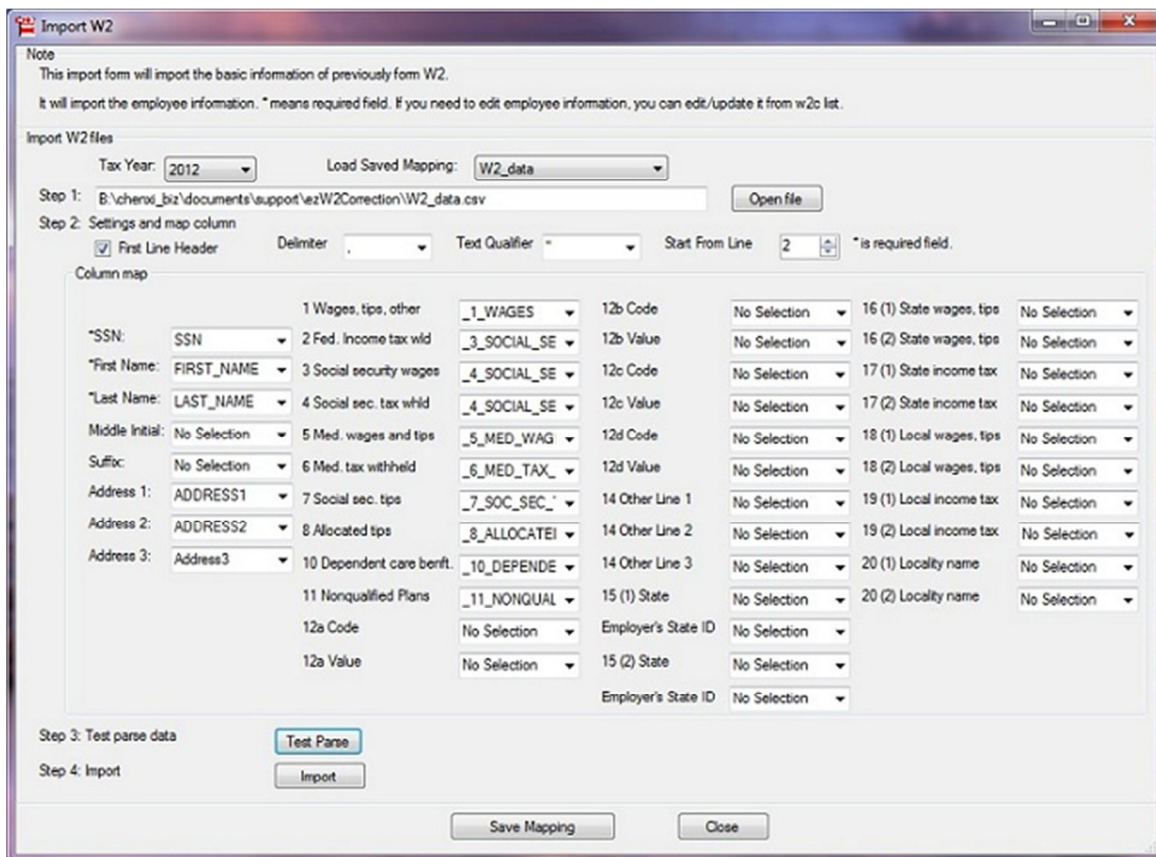 Import W2
Note
This import form will import the basic information of previously form W2.
It will import the employee information. * means required field. If you need to edit employee information, you can edit/update it from w2c list.
Import W2 files
Tax Year: 2012 Load Saved Mapping: W2_data
Step 1: B:\chenxi_biz\documents\support\ezW2Correction\W2_data.csv Open file
Step 2: Settings and map column
First Line Header Delimiter , Text Qualifier " Start From Line 2 * is required field.
Column map
1 Wages, tips, other _1_WAGES 12b Code No Selection 16 (1) State wages, tips No Selection
*SSN: SSN 2 Fed. Income tax wld _3_SOCIAL_SE 12b Value No Selection 16 (2) State wages, tips No Selection
*First Name: FIRST_NAME 3 Social security wages _4_SOCIAL_SE 12c Code No Selection 17 (1) State income tax No Selection
*Last Name: LAST_NAME 4 Social sec. tax whld _4_SOCIAL_SE 12c Value No Selection 17 (2) State income tax No Selection
Middle Initial: No Selection 5 Med. wages and tips _5_MED_WAG 12d Code No Selection 18 (1) Local wages, tips No Selection
Suffix: No Selection 6 Med. tax withheld _6_MED_TAX_ 12d Value No Selection 18 (2) Local wages, tips No Selection
Address 1: ADDRESS1 7 Social sec. tips _7_SOC_SEC_ 14 Other Line 1 No Selection 19 (1) Local income tax No Selection
Address 2: ADDRESS2 8 Allocated tips _8_ALLOCATE 14 Other Line 2 No Selection 19 (2) Local income tax No Selection
Address 3: Address3 10 Dependent care benft. _10_DEPENDE 14 Other Line 3 No Selection 20 (1) Locality name No Selection
11 Nonqualified Plans _11_NONQUAL 15 (1) State No Selection 20 (2) Locality name No Selection
12a Code No Selection Employer's State ID No Selection
12a Value No Selection 15 (2) State No Selection
Employer's State ID No Selection
Step 3: Test parse data Test Parse
Step 4: Import Import
Save Mapping Close